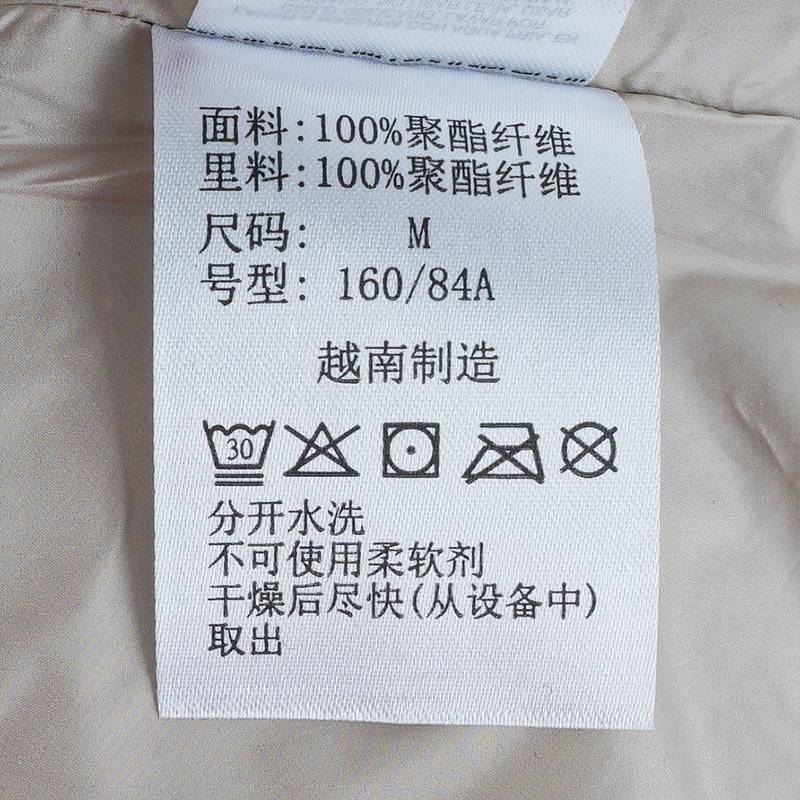 面料:100%聚酯纤维
里料:100%聚酯纤维
尺码: M
号型: 160/84A
越南制造
30
分开水洗
不可使用柔软剂
干燥后尽快(从设备中)
取出